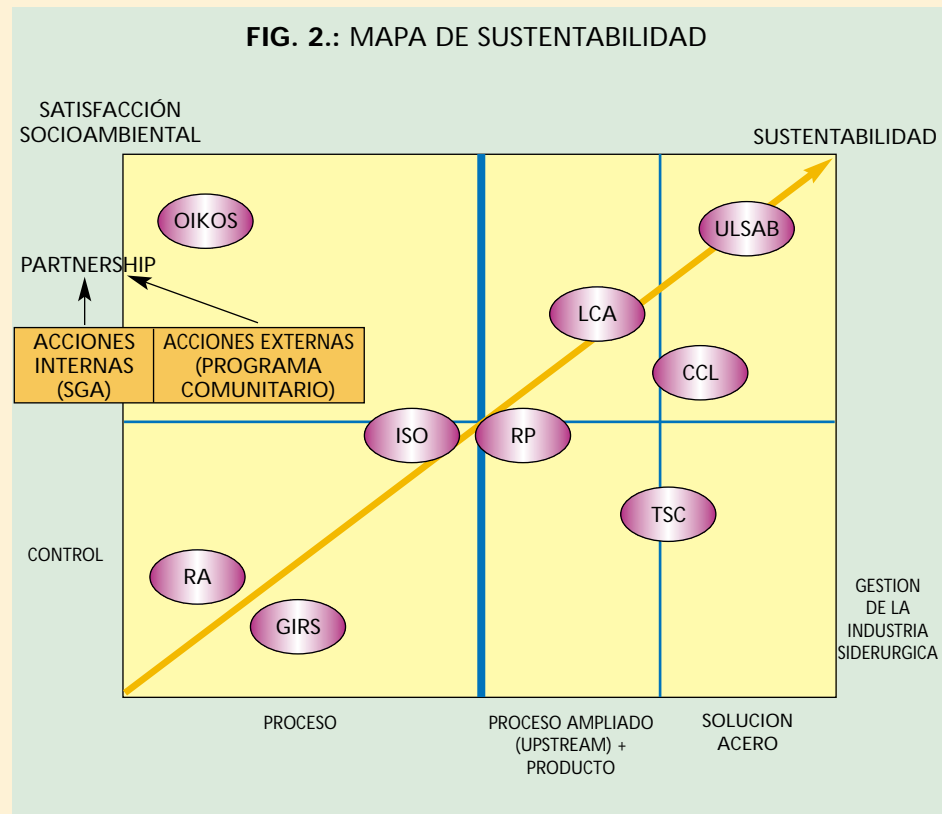 FIG. 2.: MAPA DE SUSTENTABILIDAD
SATISFACCIÓN
SOCIOAMBIENTAL
SUSTENTABILIDAD
OIKOS
ULSAB
PARTNERSHIP
LCA
ACCIONES
INTERNAS
(SGA)
ACCIONES EXTERNAS
(PROGRAMA
COMUNITARIO)
CCL
ISO
RP
TSC
CONTROL
RA
GIRS
GESTION
DE LA
INDUSTRIA
SIDERURGICA
PROCESO
PROCESO AMPLIADO
(UPSTREAM) +
PRODUCTO
SOLUCION
ACERO